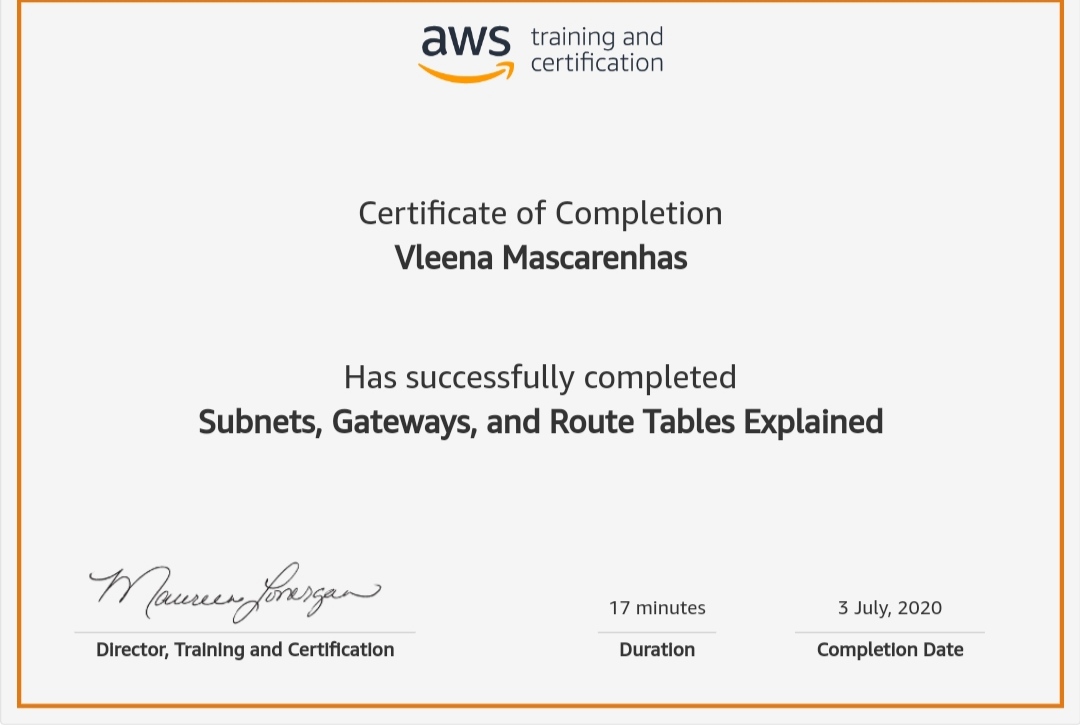 aws training and
certification
Certificate of Completion
Vleena Mascarenhas
Has successfully completed
Subnets, Gateways, and Route Tables Explained
Maureen Lonergan
17 minutes
3 July, 2020
Director, Training and Certification
Duration
Completion Date